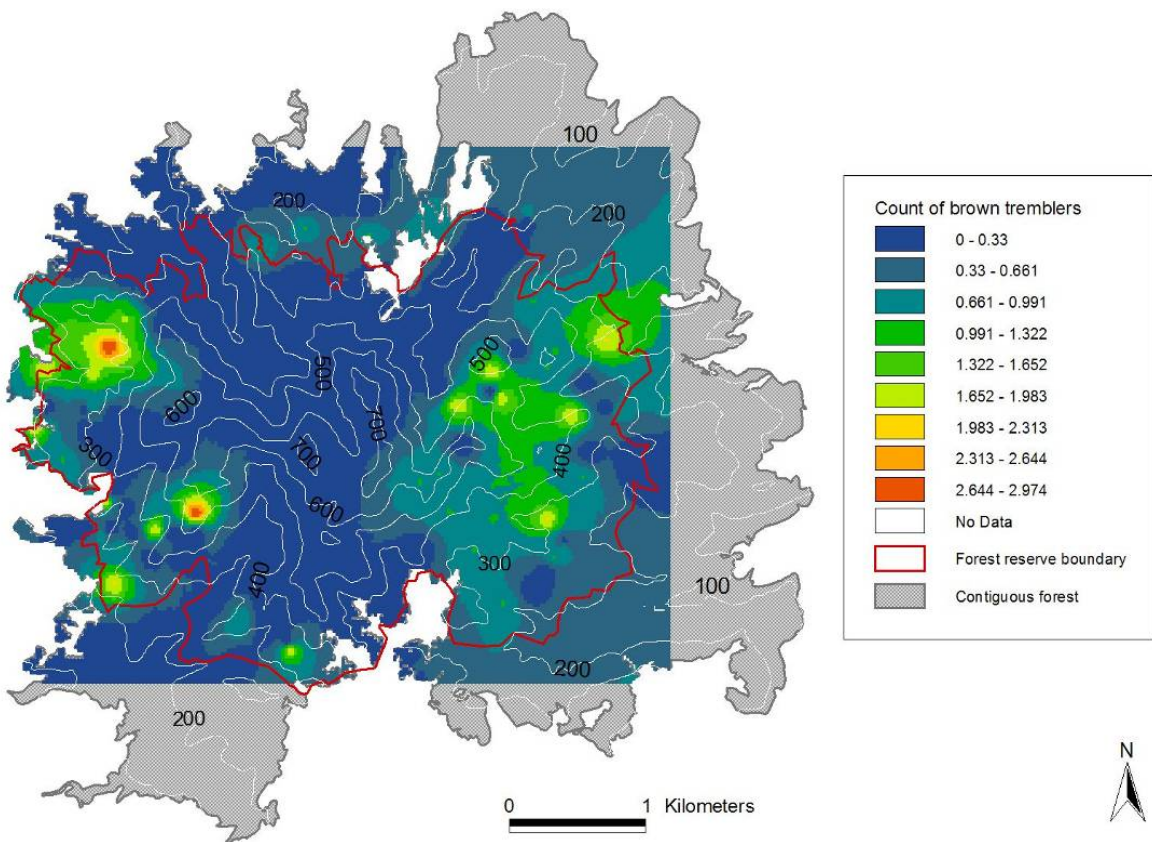 100
200
200
500
500
600
700
300
700
400
600
300
400
100
200
200
Count of brown tremblers
0 - 0.33
0.33 - 0.661
0.661 - 0.991
0.991 - 1.322
1.322 - 1.652
1.652 - 1.983
1.983 - 2.313
2.313 - 2.644
2.644 - 2.974
No Data
Forest reserve boundary
Contiguous forest
N
0 1 Kilometers